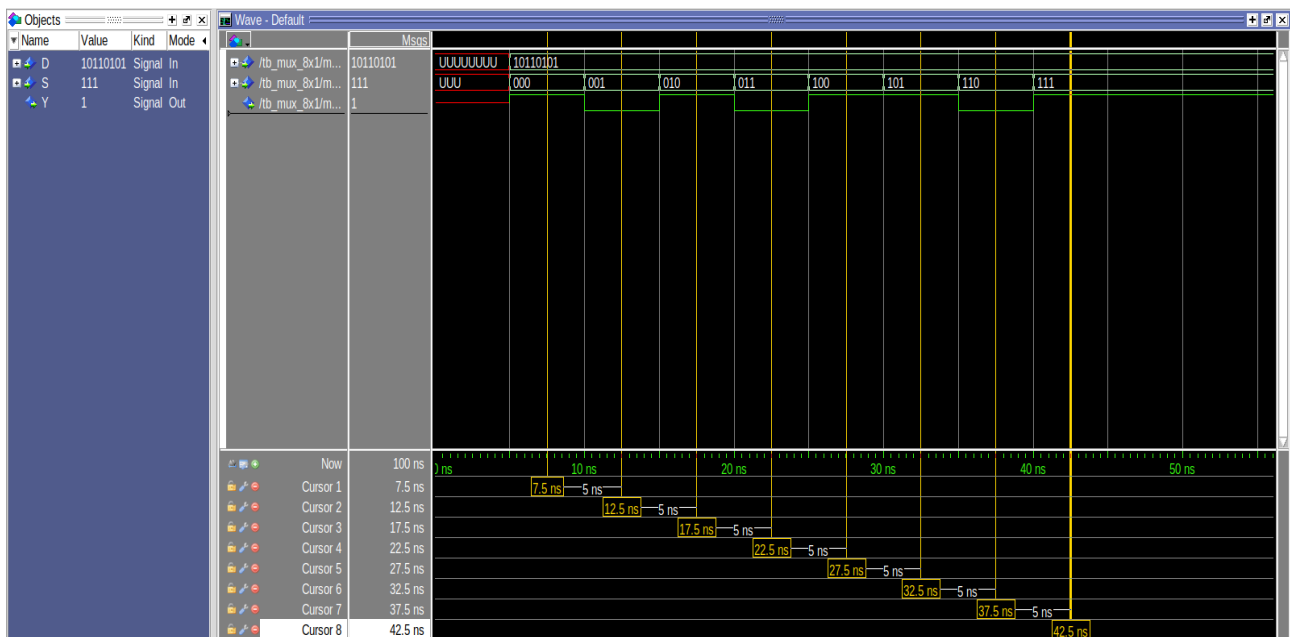 Objects
Name Value Kind Mode
D 10110101 Signal In
S 111 Signal In
Y 1 Signal Out
Wave - Default
Msgs
/tb_mux_8x1/m... 10110101 UUUUUUUU 10110101
/tb_mux_8x1/m... 111 UUU 000 001 010 011 100 101 110 111
/tb_mux_8x1/m... 1
Now 100 ns 0 ns 10 ns 20 ns 30 ns 40 ns 50 ns
Cursor 1 7.5 ns 7.5 ns 5 ns
Cursor 2 12.5 ns 12.5 ns 5 ns
Cursor 3 17.5 ns 17.5 ns 5 ns
Cursor 4 22.5 ns 22.5 ns 5 ns
Cursor 5 27.5 ns 27.5 ns 5 ns
Cursor 6 32.5 ns 32.5 ns 5 ns
Cursor 7 37.5 ns 37.5 ns 5 ns
Cursor 8 42.5 ns 42.5 ns